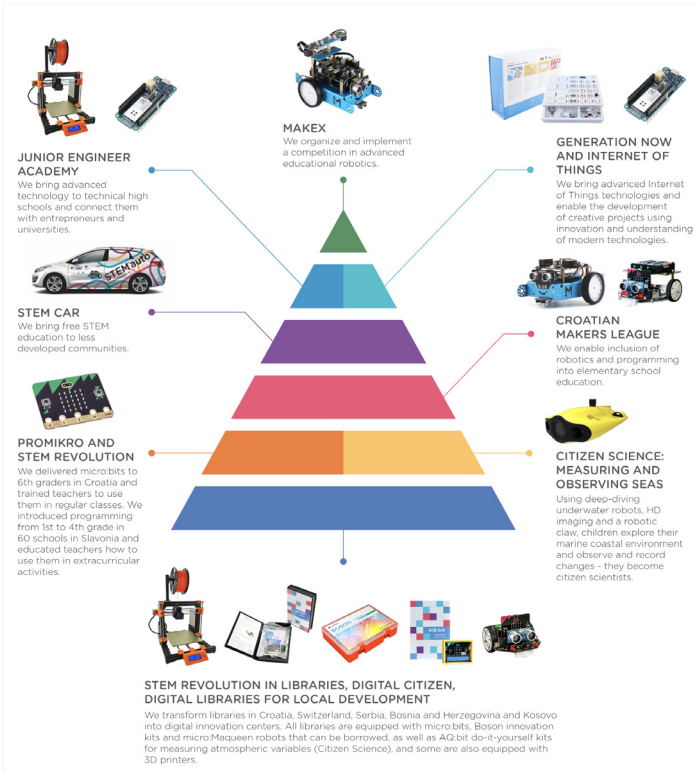 MAKEX
We organize and implement
a competition in advanced
educational robotics.
JUNIOR ENGINEER
ACADEMY
We bring advanced
technology to technical high
schools and connect them
with entrepreneurs and
universities.
GENERATION NOW
AND INTERNET OF
THINGS
We bring advanced Internet
of Things technologies and
enable the development
of creative projects using
innovation and understanding
of modern technologies.
STEM auto
STEM CAR
We bring free STEM
education to less
developed communities.
CROATIAN
MAKERS LEAGUE
We enable inclusion of
robotics and programming
into elementary school
education.
PROMIKRO AND
STEM REVOLUTION
We delivered micro:bits to
6th graders in Croatia and
trained teachers to use
them in regular classes. We
introduced programming
from 1st to 4th grade in
60 schools in Slavonia and
educated teachers how to
use them in extracurricular
activities.
CITIZEN SCIENCE:
MEASURING AND
OBSERVING SEAS
Using deep-diving
underwater robots, HD
imaging and a robotic
claw, children explore their
marine coastal environment
and observe and record
changes - they become
citizen scientists.
BOSON
AQ:bit
STEM REVOLUTION IN LIBRARIES, DIGITAL CITIZEN,
DIGITAL LIBRARIES FOR LOCAL DEVELOPMENT
We transform libraries in Croatia, Switzerland, Serbia, Bosnia and Herzegovina and Kosovo
into digital innovation centers. All libraries are equipped with micro:bits, Boson innovation
kits and micro:Maqueen robots that can be borrowed, as well as AQ:bit do-it-yourself kits
for measuring atmospheric variables (Citizen Science), and some are also equipped with
3D printers.